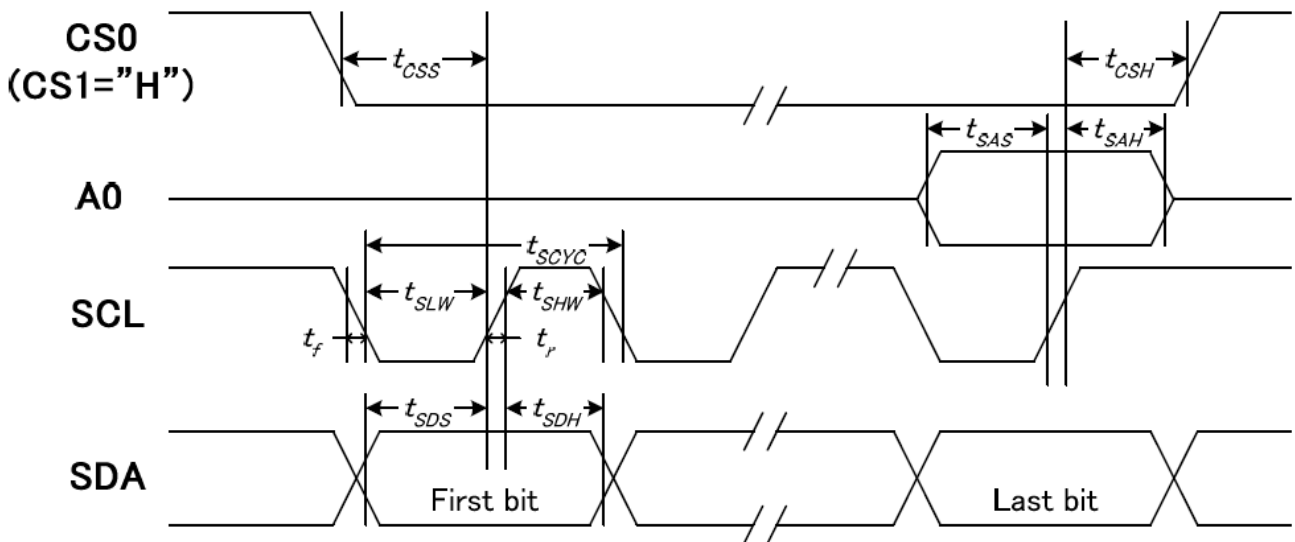 CS0
(CS1="H")
tCSS
tCSH
tSAS
tSAH
A0
tSCYC
tSLW
tSHW
SCL
tf
tr
tSDS
tSDH
SDA
First bit
Last bit